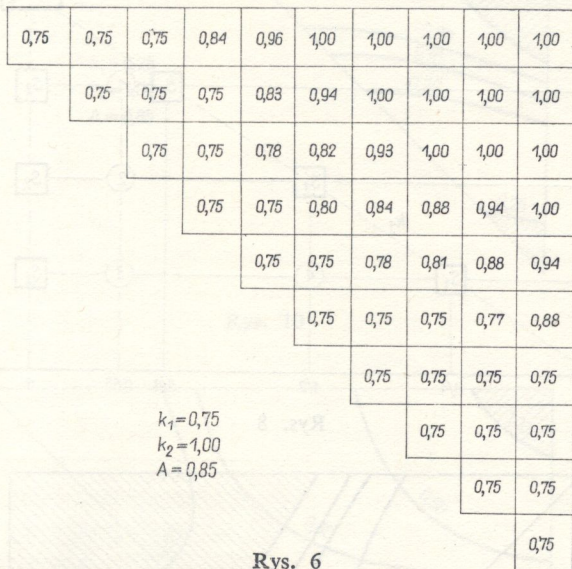 0,75 0,75 0,75 0,84 0,96 1,00 1,00 1,00 1,00 1,00
0,75 0,75 0,75 0,83 0,94 1,00 1,00 1,00 1,00
0,75 0,75 0,78 0,82 0,93 1,00 1,00 1,00
0,75 0,75 0,80 0,84 0,88 0,94 1,00
0,75 0,75 0,78 0,81 0,88 0,94
0,75 0,75 0,75 0,77 0,88
0,75 0,75 0,75 0,75
0,75 0,75 0,75
0,75 0,75
0,75
k₁=0,75
k₂=1,00
A=0,85
Rys. 6